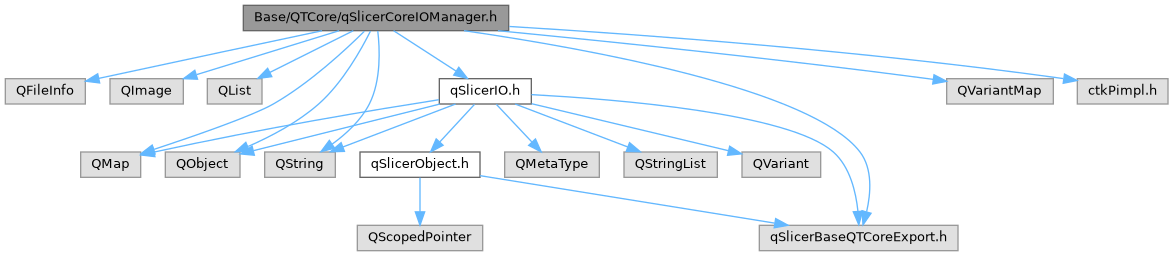 Base/QTCore/qSlicerCoreIOManager.h
QFileInfo
QImage
QList
qSlicerIO.h
QVariantMap
ctkPimpl.h
QMap
QObject
QString
qSlicerObject.h
QMetaType
QStringList
QVariant
QScopedPointer
qSlicerBaseQTCoreExport.h